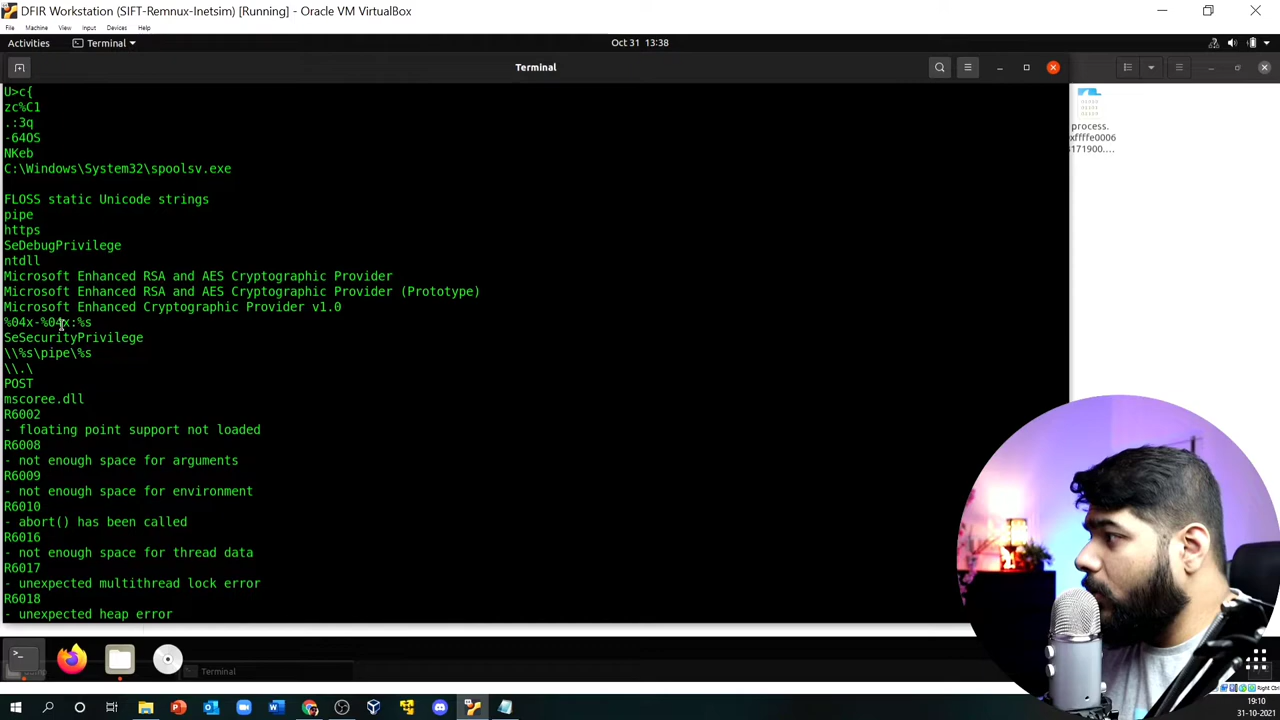 DFIR Workstation (SIFT-Remnux-Inetsim) [Running] - Oracle VM VirtualBox
File Machine View Input Devices Help
Activities Terminal Oct 31 13:38
Terminal
U>c{
zc%C1
.:3q
-64OS
NKeb
C:\Windows\System32\spoolsv.exe
FLOSS static Unicode strings
pipe
https
SeDebugPrivilege
ntdll
Microsoft Enhanced RSA and AES Cryptographic Provider
Microsoft Enhanced RSA and AES Cryptographic Provider (Prototype)
Microsoft Enhanced Cryptographic Provider v1.0
%04x-%04x:%s
SeSecurityPrivilege
\\%s\pipe\%s
\\.\
POST
mscoree.dll
R6002
- floating point support not loaded
R6008
- not enough space for arguments
R6009
- not enough space for environment
R6010
- abort() has been called
R6016
- not enough space for thread data
R6017
- unexpected multithread lock error
R6018
- unexpected heap error
process.
xffffe0006
171900....
Terminal
Right Ctrl
19:10
31-10-2021